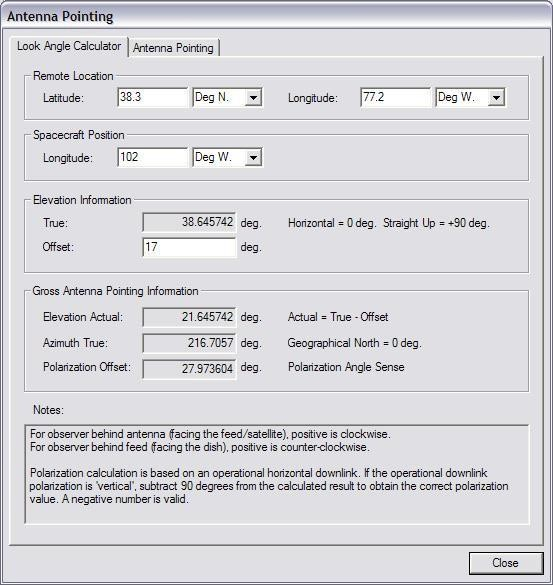 Antenna Pointing
Look Angle Calculator Antenna Pointing
Remote Location
Latitude: 38.3 Deg N. Longitude: 77.2 Deg W.
Spacecraft Position
Longitude: 102 Deg W.
Elevation Information
True: 38.645742 deg. Horizontal = 0 deg. Straight Up = +90 deg.
Offset: 17 deg.
Gross Antenna Pointing Information
Elevation Actual: 21.645742 deg. Actual = True - Offset
Azimuth True: 216.7057 deg. Geographical North = 0 deg.
Polarization Offset: 27.973604 deg. Polarization Angle Sense
Notes:
For observer behind antenna (facing the feed/satellite), positive is clockwise.
For observer behind feed (facing the dish), positive is counter-clockwise.
Polarization calculation is based on an operational horizontal downlink. If the operational downlink
polarization is 'vertical', subtract 90 degrees from the calculated result to obtain the correct polarization
value. A negative number is valid.
Close